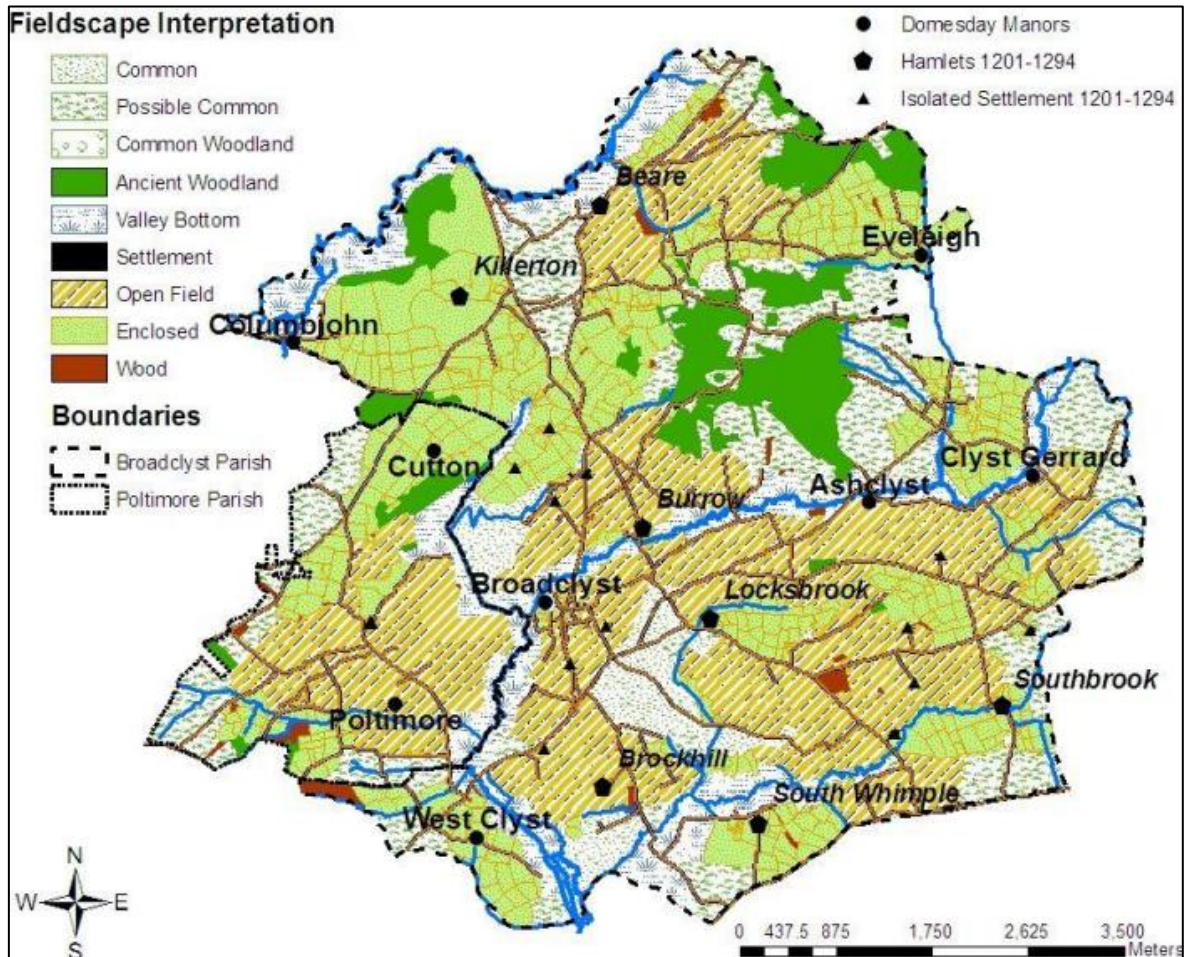 Fieldscape Interpretation
Common
Possible Common
Common Woodland
Ancient Woodland
Valley Bottom
Settlement
Open Field
Enclosed
Wood
Boundaries
Broadclyst Parish
Poltimore Parish
Domesday Manors
Hamlets 1201-1294
Isolated Settlement 1201-1294
Beare
Eveleigh
Killerton
Columbjohn
Cutton
Clyst Gerrard
Ashclyst
Burrow
Broadclyst
Locksbrook
Southbrook
Poltimore
Brockhill
South Whimple
West Clyst
N
W E
S
0 437.5 875 1,750 2,625 3,500
Meters